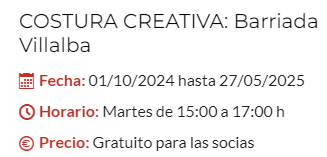 COSTURA CREATIVA: Barriada
Villalba
Fecha: 01/10/2024 hasta 27/05/2025
Horario: Martes de 15:00 a 17:00 h
Precio: Gratuito para las socias